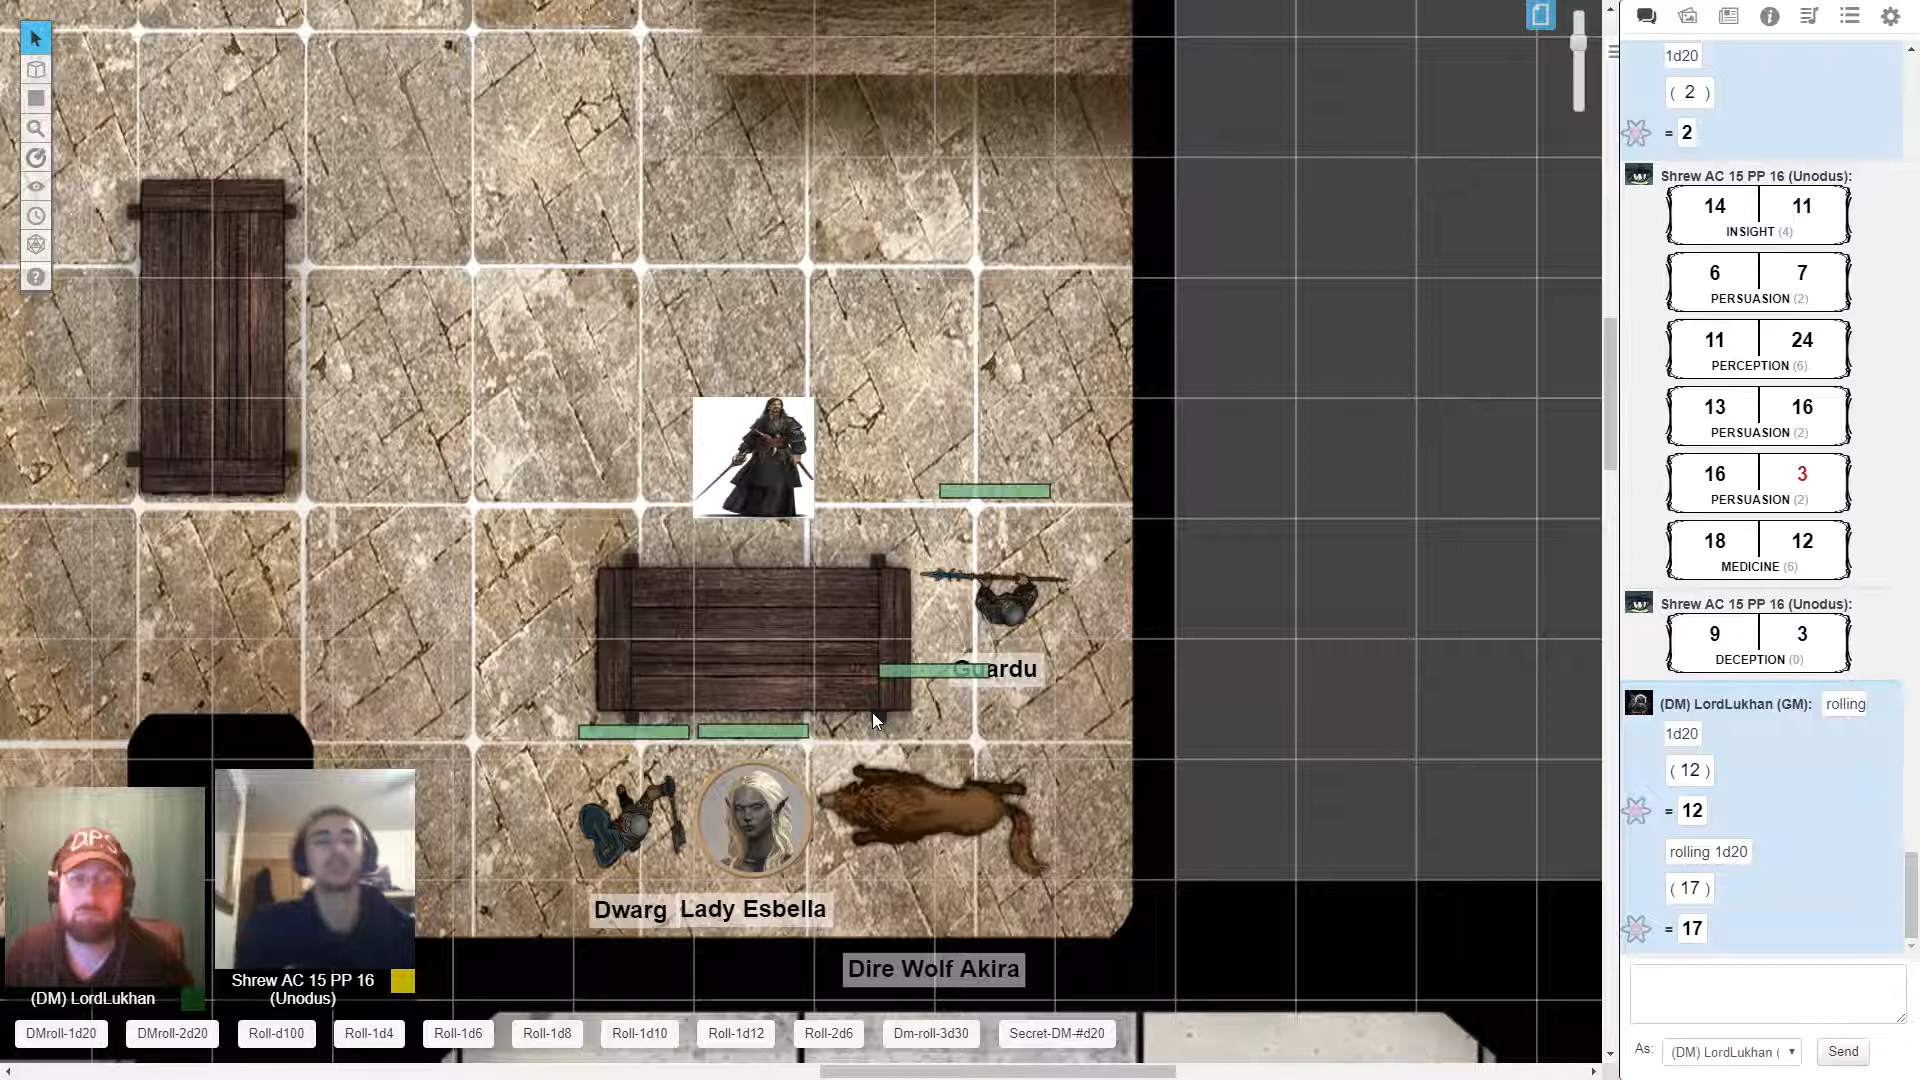 1d20
( 2 )
= 2
Shrew AC 15 PP 16 (Unodus):
14 11
INSIGHT (4)
6 7
PERSUASION (2)
11 24
PERCEPTION (6)
13 16
PERSUASION (2)
16 3
PERSUASION (2)
18 12
MEDICINE (6)
Shrew AC 15 PP 16 (Unodus):
9 3
DECEPTION (0)
(DM) LordLukhan (GM): rolling
1d20
( 12 )
= 12
rolling 1d20
( 17 )
= 17
As: (DM) LordLukhan ( Send
Guardu
Dwarg Lady Esbella
Dire Wolf Akira
DPS
(DM) LordLukhan
Shrew AC 15 PP 16
(Unodus)
DMroll-1d20 DMroll-2d20 Roll-d100 Roll-1d4 Roll-1d6 Roll-1d8 Roll-1d10 Roll-1d12 Roll-2d6 Dm-roll-3d30 Secret-DM-#d20